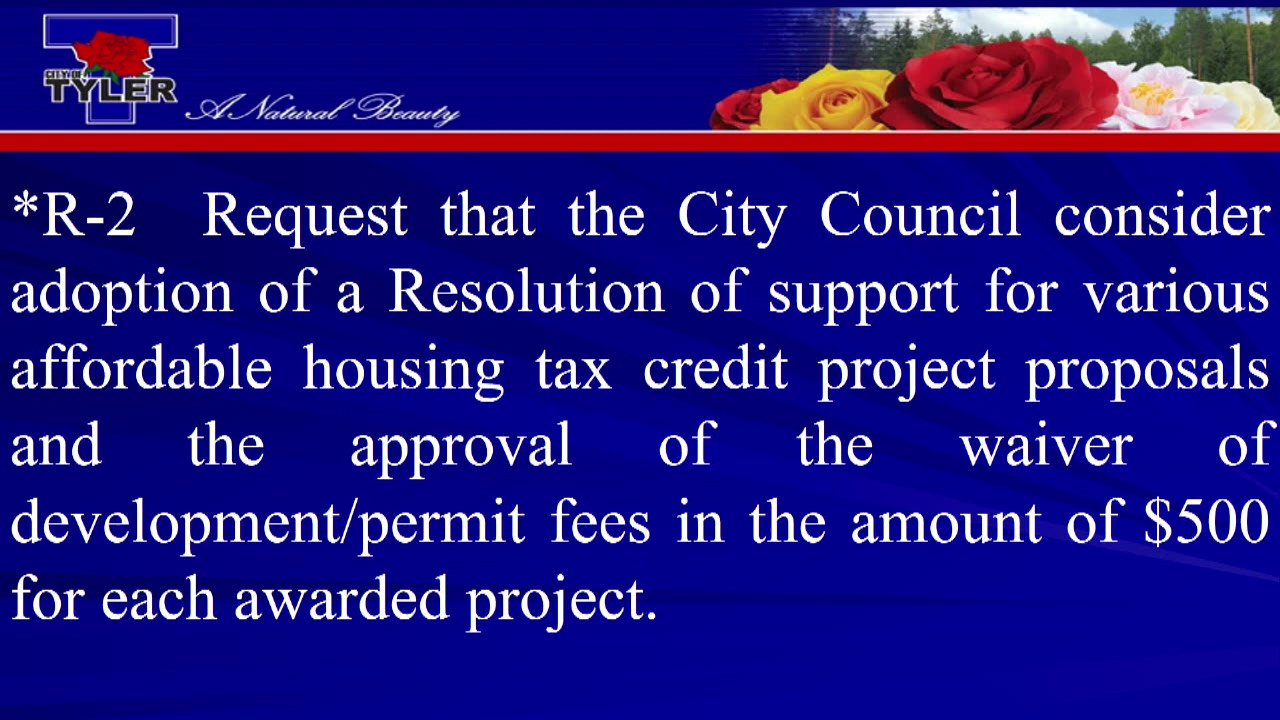 CITY OF
TYLER
A Natural Beauty
*R-2 Request that the City Council consider
adoption of a Resolution of support for various
affordable housing tax credit project proposals
and the approval of the waiver of
development/permit fees in the amount of $500
for each awarded project.